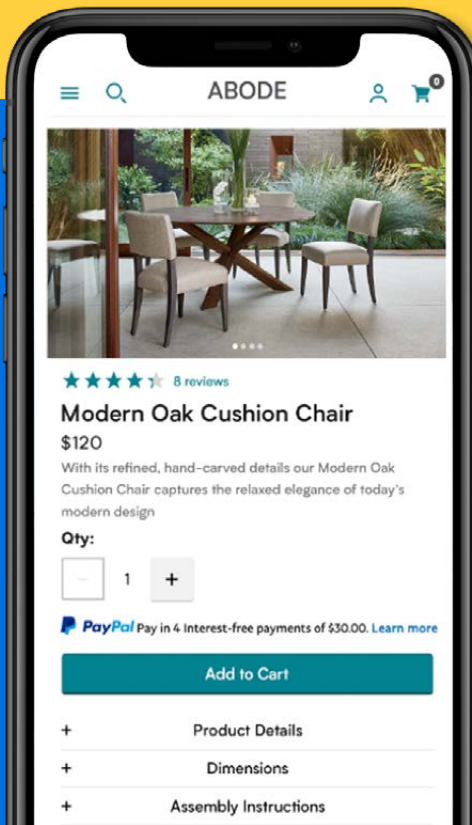 ABODE
0
8 reviews
Modern Oak Cushion Chair
$120
With its refined, hand-carved details our Modern Oak
Cushion Chair captures the relaxed elegance of today's
modern design
Qty:
- 1 +
PayPal Pay in 4 Interest-free payments of $30.00. Learn more
Add to Cart
+ Product Details
+ Dimensions
+ Assembly Instructions